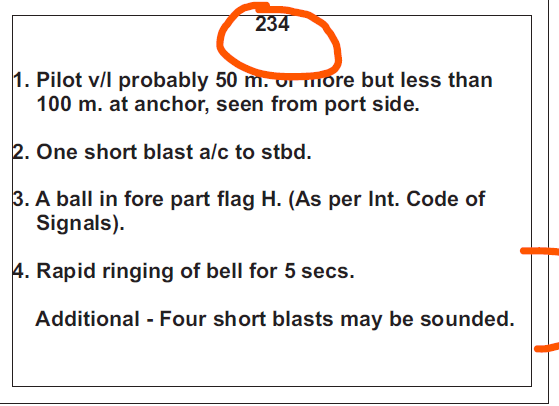 234
1. Pilot v/l probably 50 m. or more but less than
100 m. at anchor, seen from port side.
2. One short blast a/c to stbd.
3. A ball in fore part flag H. (As per Int. Code of
Signals).
4. Rapid ringing of bell for 5 secs.
Additional - Four short blasts may be sounded.